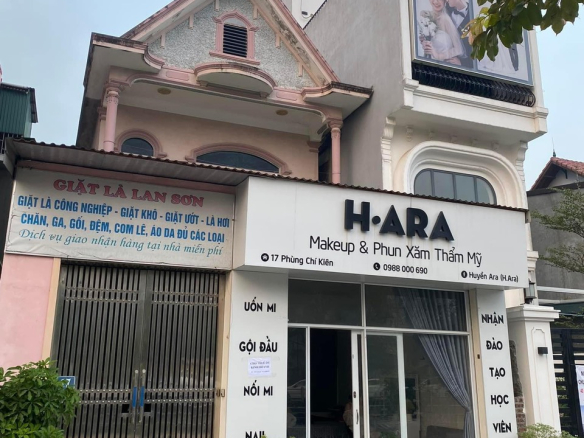 GIẶT LÀ LAN SƠN
GIẶT LÀ CÔNG NGHIỆP - GIẶT KHÔ - GIẶT ƯỚT - LÀ HƠI
CHĂN, GA, GỐI, ĐỆM, COM LÊ, ÁO DA ĐỦ CÁC LOẠI
Dịch vụ giao nhận hàng tại nhà miễn phí
H·ARA
Makeup & Phun Xăm Thẩm Mỹ
17 Phùng Chí Kiên
0988 000 690
Huyền Ara (H.Ara)
UỐN MI
GỘI ĐẦU
NỐI MI
NAIL
NHẬN
ĐÀO
TẠO
HỌC
VIÊN